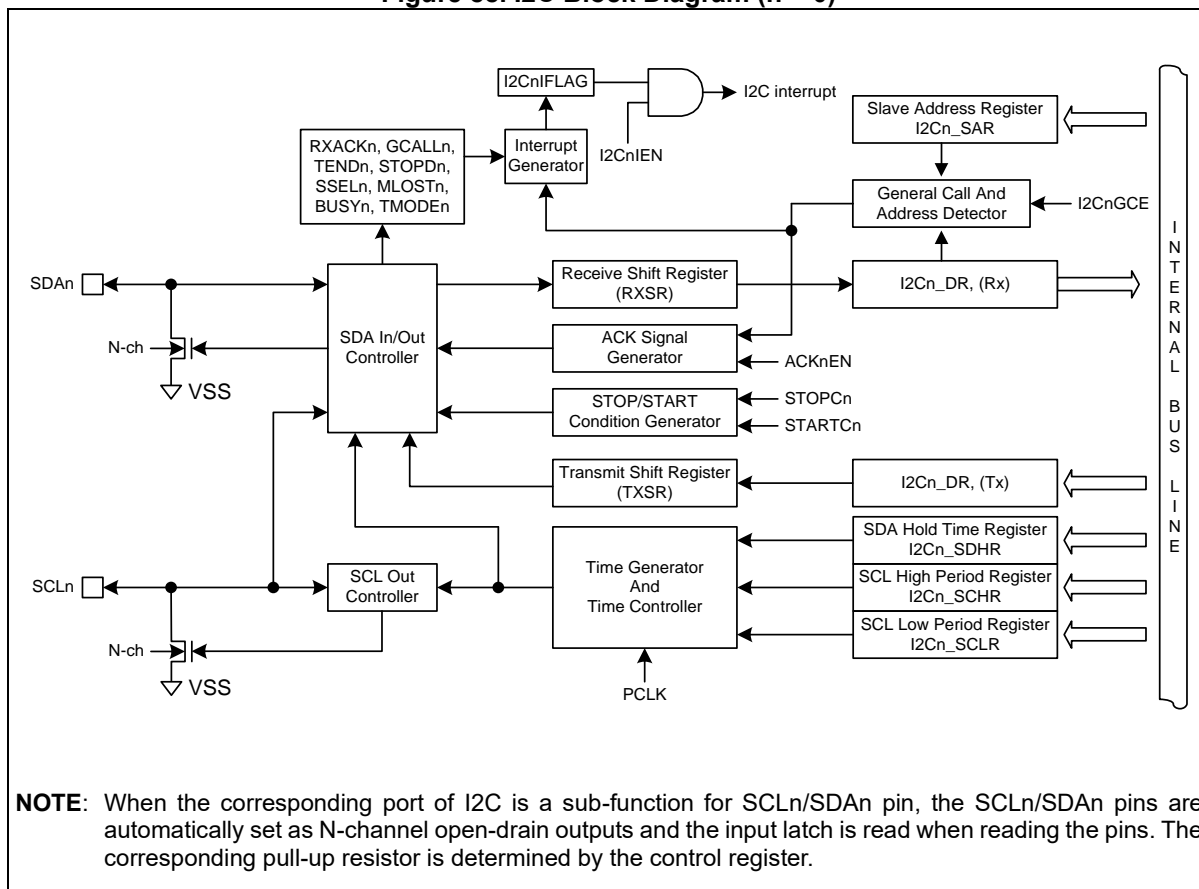 I2CnIFLAG
I2C interrupt
I2CnIEN
Slave Address Register
I2Cn_SAR
RXACKn, GCALLn,
TENDn, STOPDn,
SSELn, MLOSTn,
BUSYn, TMODEn
Interrupt
Generator
General Call And
Address Detector
I2CnGCE
SDAn
N-ch
VSS
SDA In/Out
Controller
Receive Shift Register
(RXSR)
I2Cn_DR, (Rx)
ACK Signal
Generator
ACKnEN
STOP/START
Condition Generator
STOPCn
STARTCn
Transmit Shift Register
(TXSR)
I2Cn_DR, (Tx)
SCLn
N-ch
VSS
SCL Out
Controller
Time Generator
And
Time Controller
PCLK
SDA Hold Time Register
I2Cn_SDHR
SCL High Period Register
I2Cn_SCHR
SCL Low Period Register
I2Cn_SCLR
INTERNAL BUS LINE
NOTE: When the corresponding port of I2C is a sub-function for SCLn/SDAn pin, the SCLn/SDAn pins are
automatically set as N-channel open-drain outputs and the input latch is read when reading the pins. The
corresponding pull-up resistor is determined by the control register.